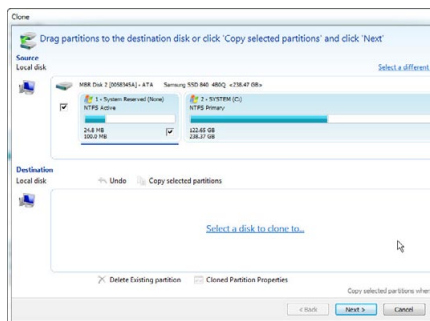 Clone
Drag partitions to the destination disk or click 'Copy selected partitions' and click 'Next'
Source
Local disk
Select a different
MBR Disk 2 [0058345A] - ATA Samsung SSD 840 4B0Q <238.47 GB>
1 - System Reserved (None)
NTFS Active
24.6 MB
100.0 MB
2 - SYSTEM (C:)
NTFS Primary
122.65 GB
238.37 GB
Destination
Local disk
Undo
Copy selected partitions
Select a disk to clone to...
Delete Existing partition
Cloned Partition Properties
Copy selected partitions when
< Back
Next >
Cancel